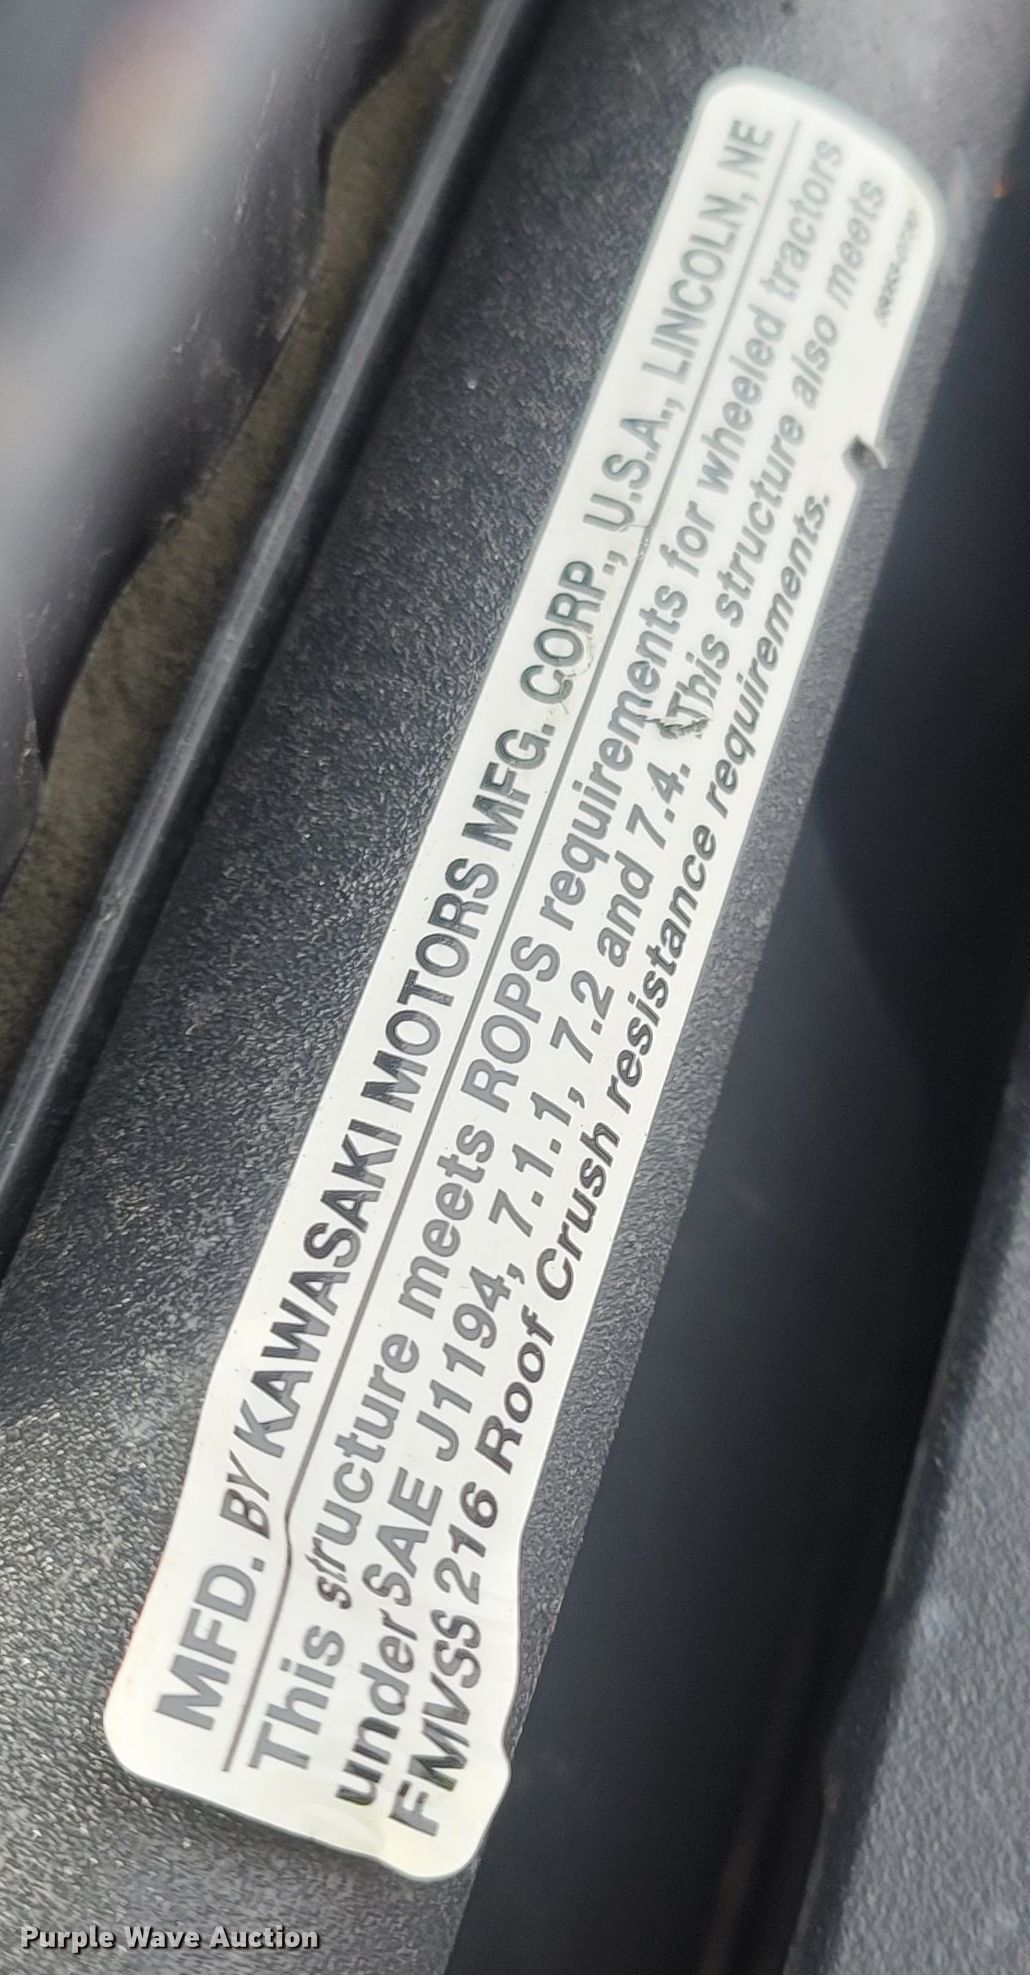 MFD. BY KAWASAKI MOTORS MFG. CORP., U.S.A., LINCOLN, NE
This structure meets ROPS requirements for wheeled tractors
under SAE J1194, 7.1.1, 7.2 and 7.4. This structure also meets
FMVSS 216 Roof Crush resistance requirements.
Purple Wave Auction